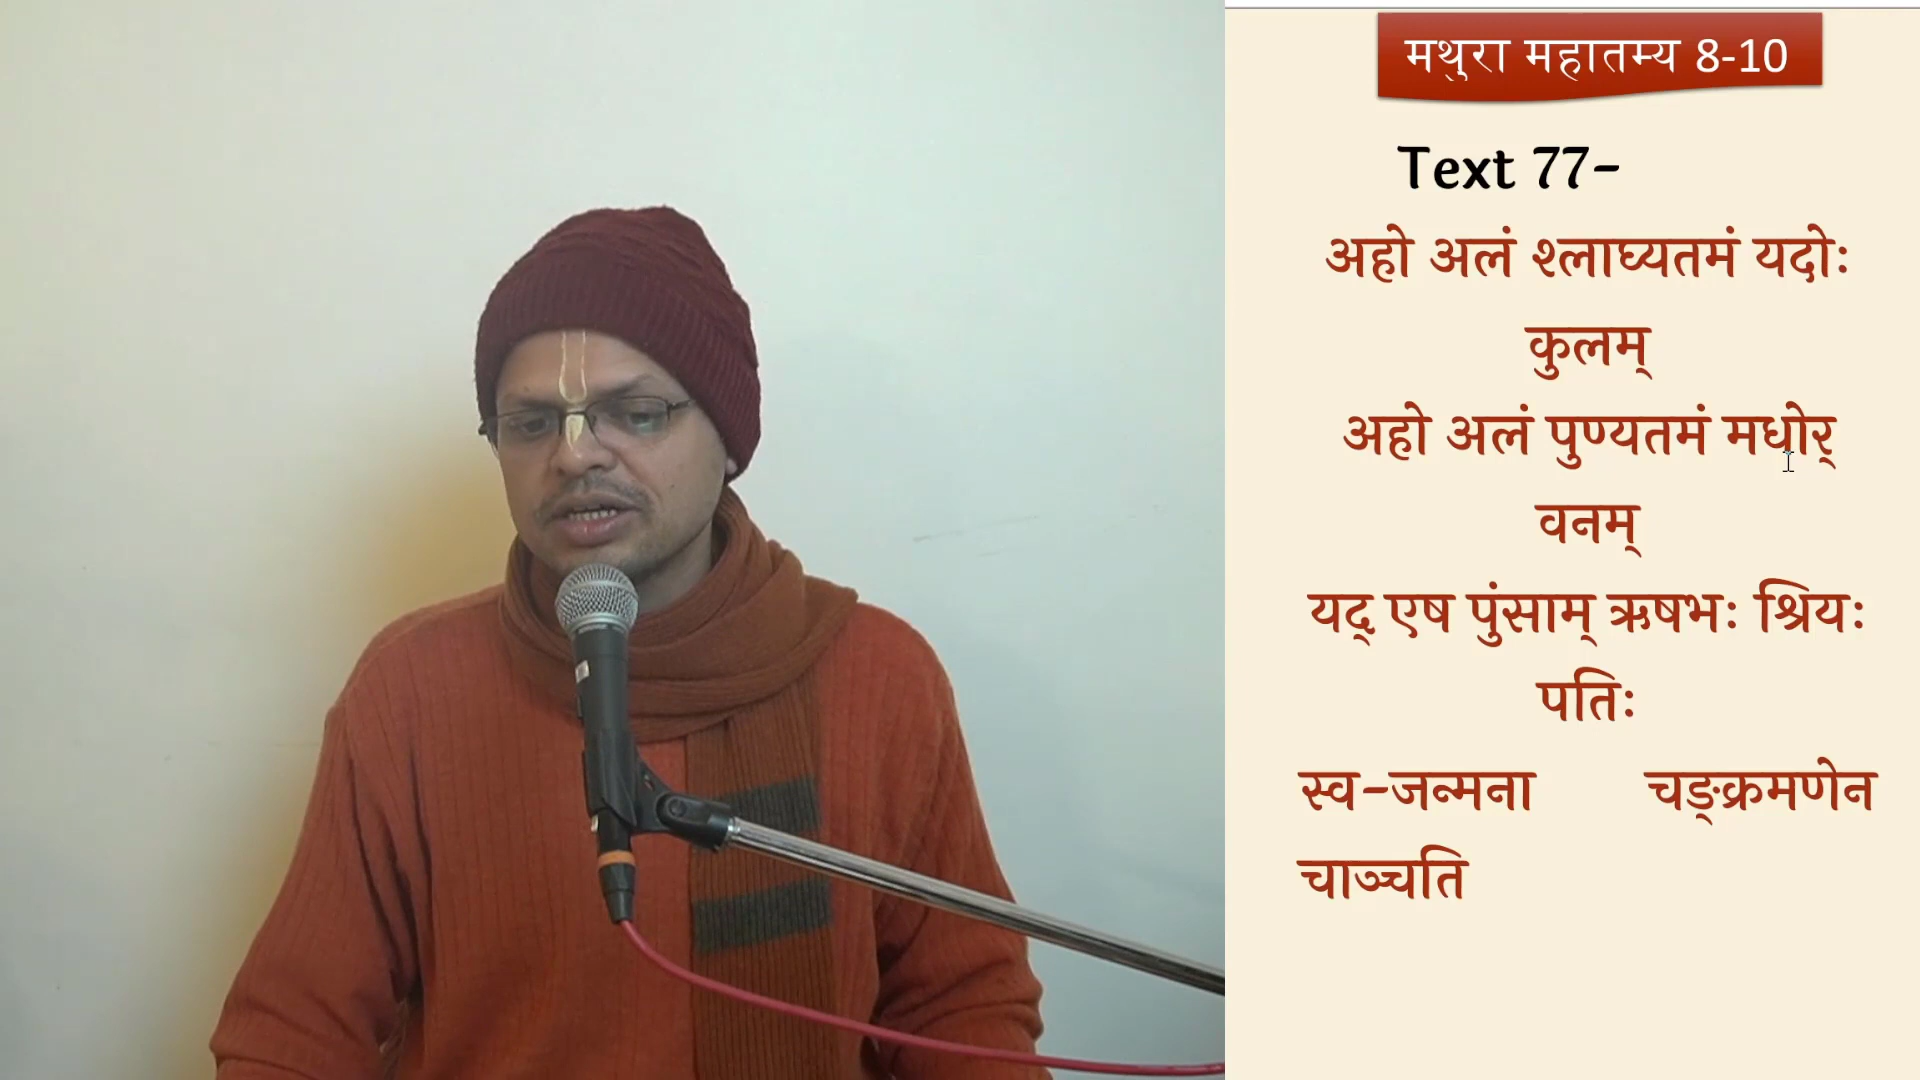 मथुरा महातम्य 8-10
Text 77-
अहो अलं श्लाघ्यतमं यदोः
कुलम्
अहो अलं पुण्यतमं मधोर्
वनम्
यद् एष पुंसाम् ऋषभः श्रियः
पतिः
स्व-जन्मना चङ्क्रमणेन
चाञ्चति